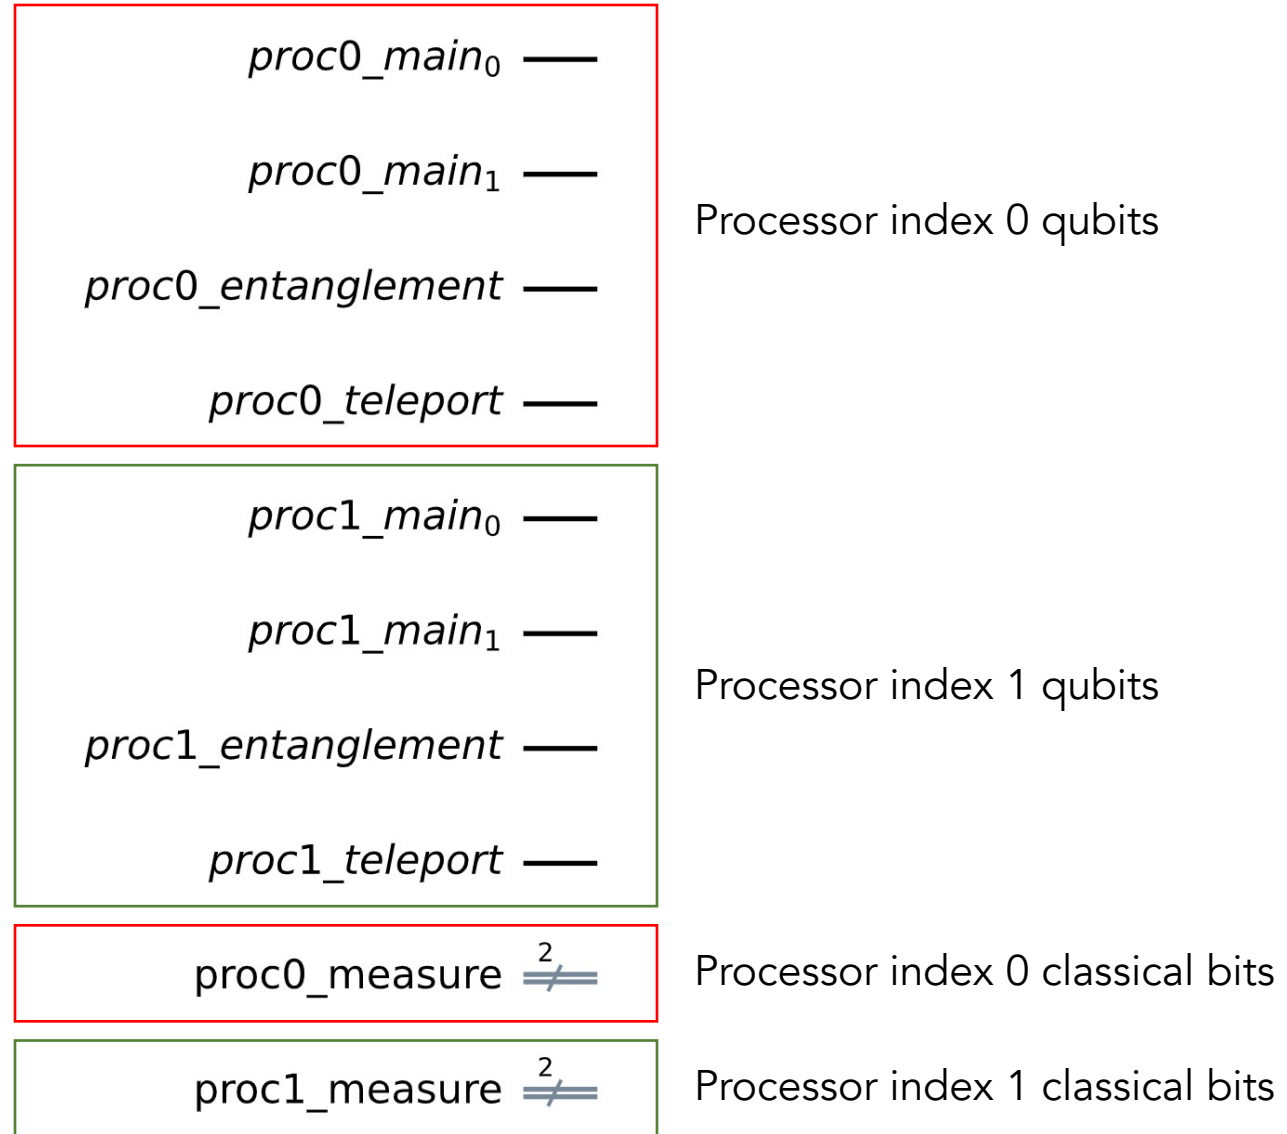 proc0_main₀
proc0_main₁
Processor index 0 qubits
proc0_entanglement
proc0_teleport
proc1_main₀
proc1_main₁
Processor index 1 qubits
proc1_entanglement
proc1_teleport
proc0_measure 2 Processor index 0 classical bits
proc1_measure 2 Processor index 1 classical bits